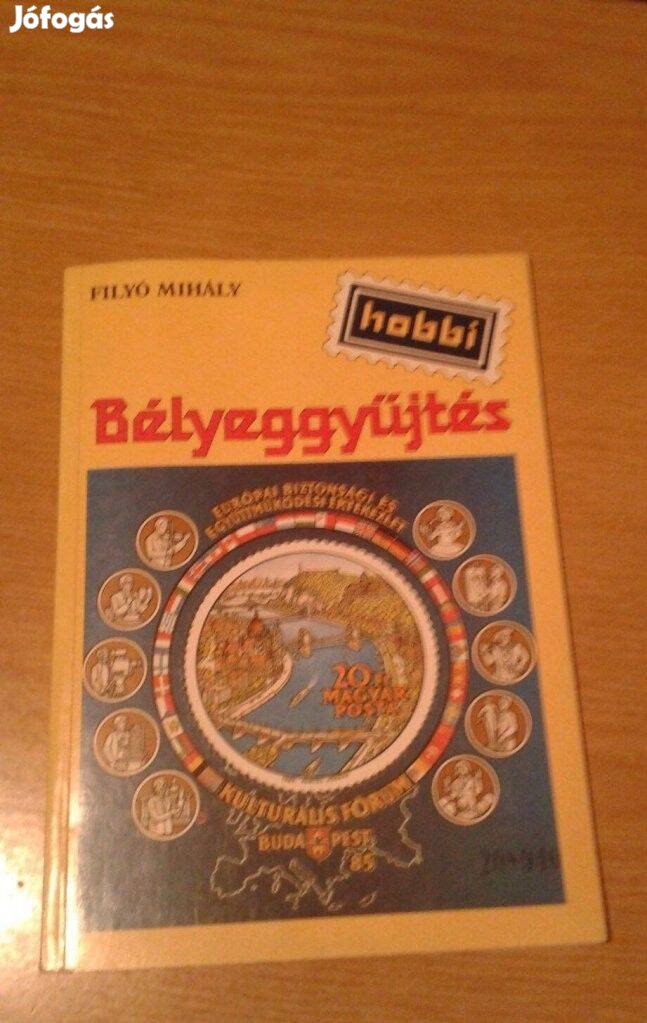 Jófogás
FILYÓ MIHÁLY
hobbi
Bélyeggyűjtés
EURÓPAI BIZTONSÁGI ÉS
EGYÜTTMŰKÖDÉSI ÉRTEKEZLET
20 Ft
MAGYAR
POSTA
KULTURÁLIS FÓRUM
BUDAPEST
85